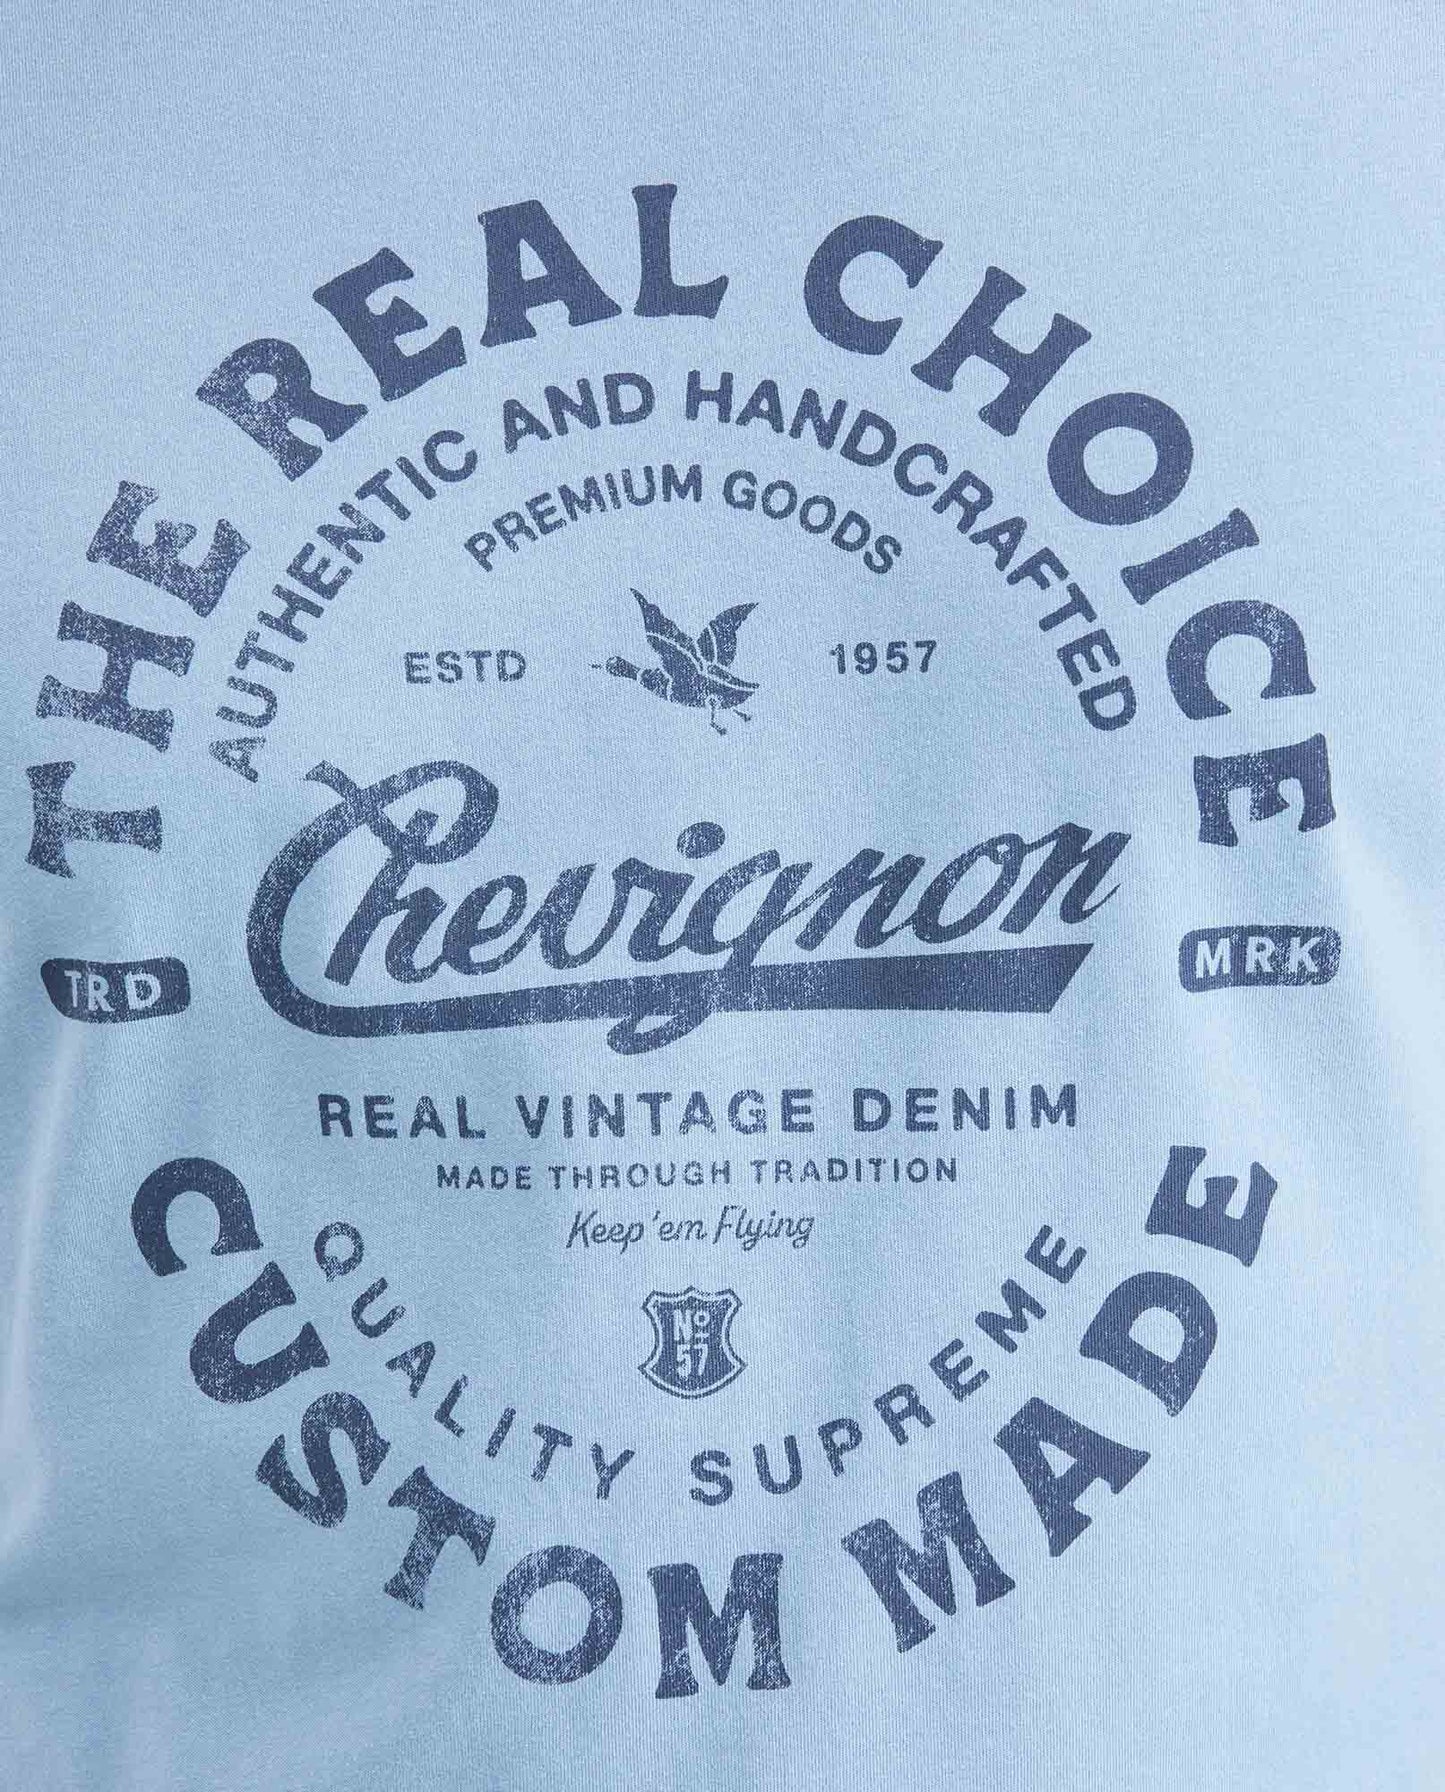 THE REAL CHOICE
AUTHENTIC AND HANDCRAFTED
PREMIUM GOODS
ESTD 1957
Chevignon
TRD MRK
REAL VINTAGE DENIM
MADE THROUGH TRADITION
Keep 'em Flying
No 57
QUALITY SUPREME
CUSTOM MADE